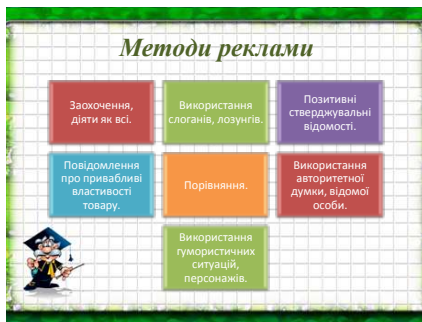 Методи реклами
Заохочення,
діяти як всі.
Використання
слоганів, лозунгів.
Позитивні
стверджувальні
відомості.
Повідомлення
про привабливі
властивості
товару.
Порівняння.
Використання
авторитетної
думки, відомої
особи.
Використання
гумористичних
ситуацій,
персонажів.